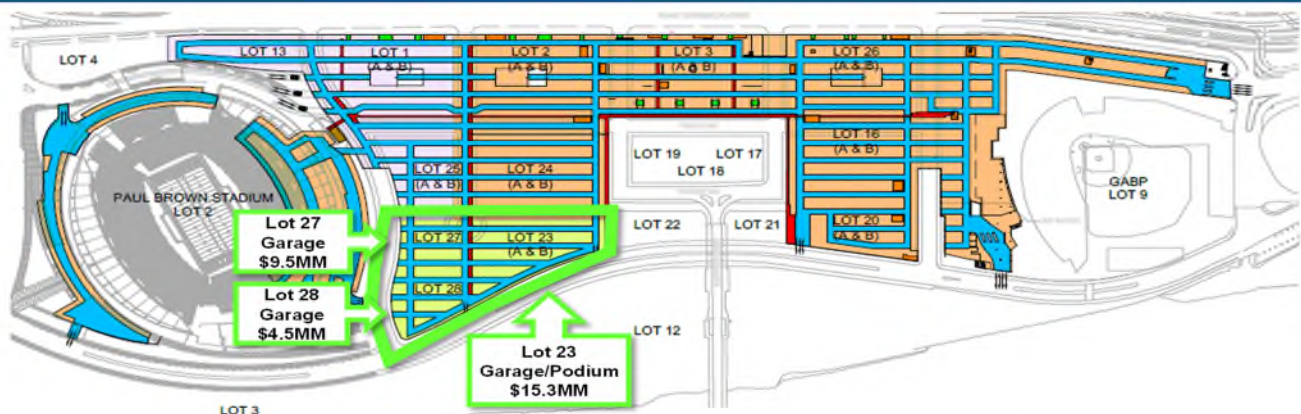 LOT 4
LOT 13
LOT 1
(A & B)
LOT 2
(A & B)
LOT 3
(A & B)
LOT 26
(A & B)
LOT 16
(A & B)
LOT 19
LOT 17
LOT 18
LOT 25
(A & B)
LOT 24
(A & B)
PAUL BROWN STADIUM
LOT 2
GABP
LOT 9
LOT 27
LOT 23
(A & B)
LOT 22
LOT 21
LOT 20
(A & B)
LOT 28
Lot 27
Garage
$9.5MM
Lot 28
Garage
$4.5MM
Lot 23
Garage/Podium
$15.3MM
LOT 12
LOT 3